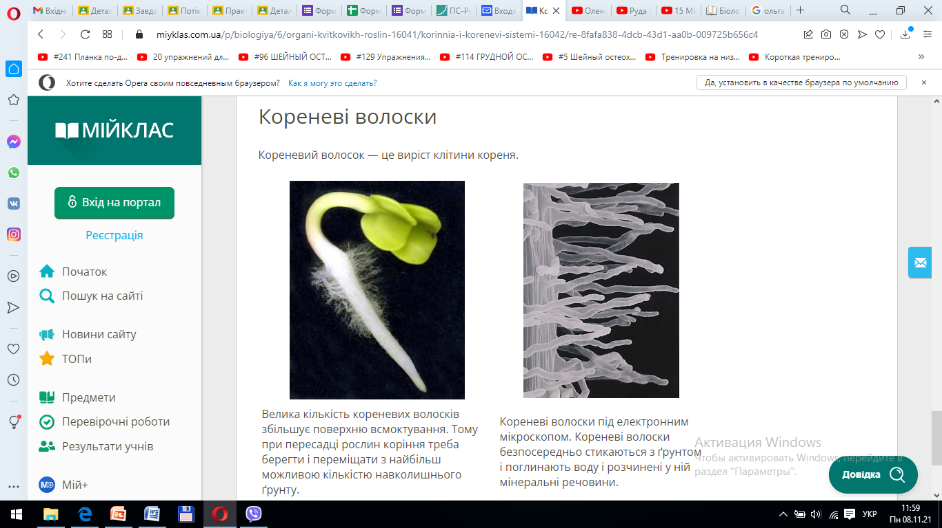 Вхідн
Детал
Завда
Потік
Прак
Детал
Форм
Форм
Форм
ПС-Р
Входя
Кс
Олен
Руда
15 М
Біоло
ольга
miyklas.com.ua/p/biologiya/6/organi-kvitkovikh-roslin-16041/korinnia-i-korenevi-sistemi-16042/re-8fafa838-4dcb-43d1-aa0b-009725b656c4
#241 Планка по-д...
20 упражнений дл...
#96 ШЕЙНЫЙ ОСТ...
#129 Упражнения...
#114 ГРУДНОЙ ОС...
#5 Шейный остеох...
Тренировка на низ...
Короткая трениро...
Хотите сделать Opera своим повседневным браузером?
Как я могу это сделать?
Да, установить в качестве браузера по умолчанию
МІЙКЛАС
Вхід на портал
Реєстрація
Початок
Пошук на сайті
Новини сайту
ТОПи
Предмети
Перевірочні роботи
Результати учнів
Мій+
Кореневі волоски
Кореневий волосок — це виріст клітини кореня.
Велика кількість кореневих волосків
збільшує поверхню всмоктування. Тому
при пересадці рослин коріння треба
берегти і переміщати з найбільш
можливою кількістю навколишнього
ґрунту.
Кореневі волоски під електронним
мікроскопом. Кореневі волоски
безпосередньо стикаються з ґрунтом
і поглинають воду і розчинені у ній
мінеральні речовини.
Активация Windows
Чтобы активировать Windows, перейдите в
раздел "Параметры".
Довідка
УКР
11:59
Пн 08.11.21